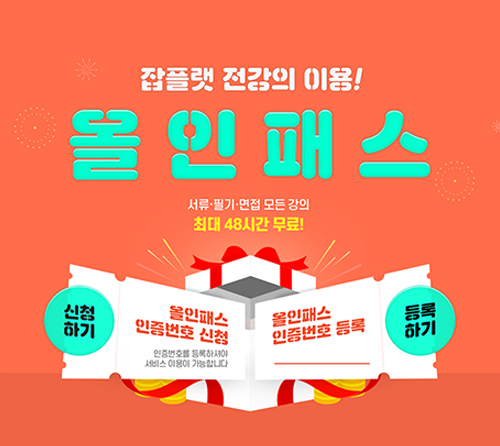 잡플랫 전강의 이용!
올인패스
서류·필기·면접 모든 강의
최대 48시간 무료!
신청
하기
올인패스
인증번호 신청
인증번호를 등록하셔야
서비스 이용이 가능합니다
올인패스
인증번호 등록
등록
하기